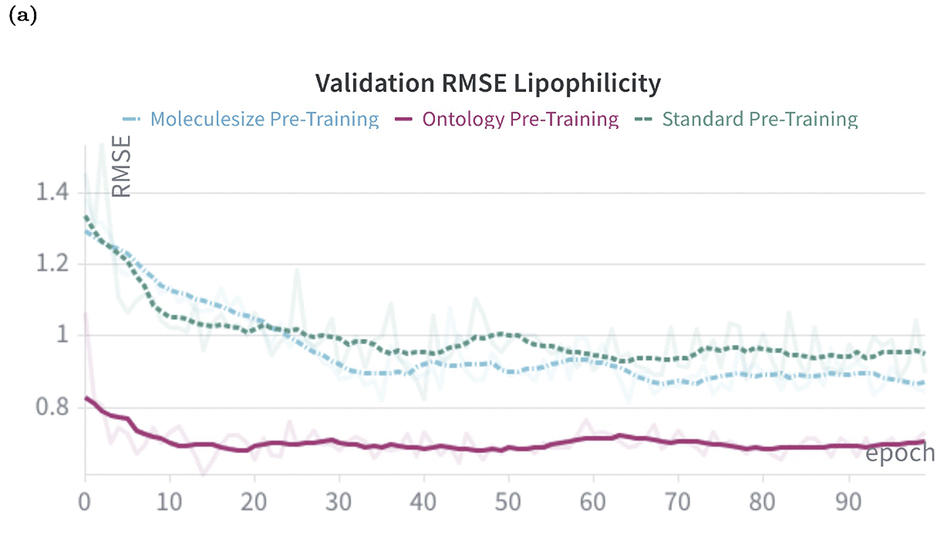 (a)
Validation RMSE Lipophilicity
Moleculesize Pre-Training Ontology Pre-Training Standard Pre-Training
RMSE
1.4
1.2
1
0.8
epoch
0 10 20 30 40 50 60 70 80 90